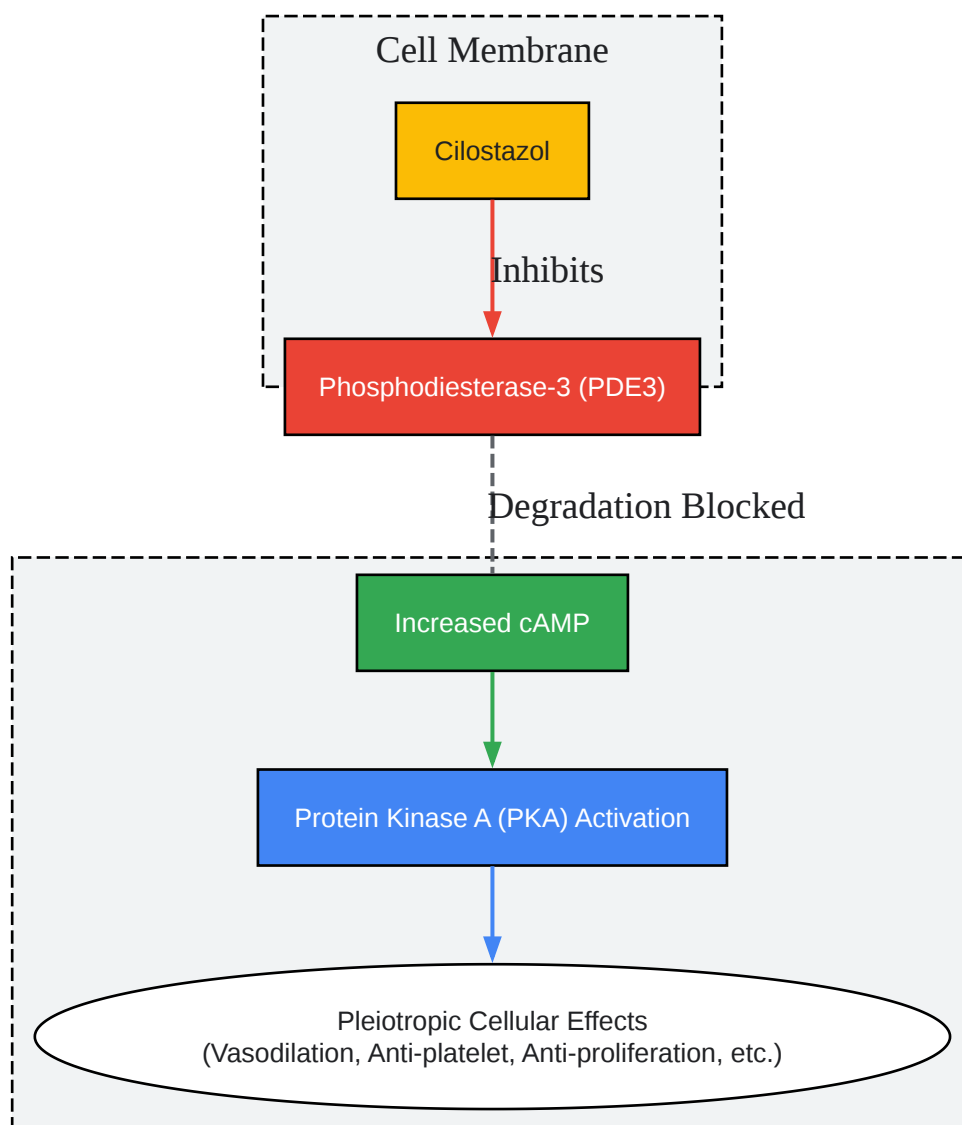 Cell Membrane
Cilostazol
Inhibits
Phosphodiesterase-3 (PDE3)
Degradation Blocked
Increased cAMP
Protein Kinase A (PKA) Activation
Pleiotropic Cellular Effects
(Vasodilation, Anti-platelet, Anti-proliferation, etc.)